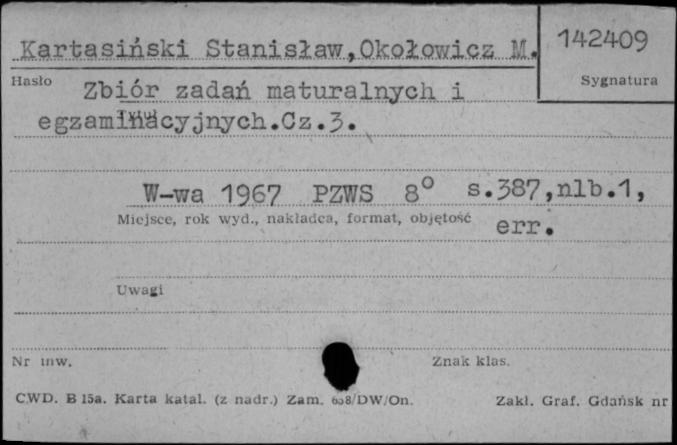 Kartasiński Stanisław,Okołowicz M.
142409
Hasło
Sygnatura
Zbiór zadań maturalnych i
Tytuł
egzaminacyjnych.Cz.3.
W-wa 1967 PZWS 8° s.387,nlb.1,
Miejsce, rok wyd., nakładca, format, objętość
err.
Uwagi
Nr inw.
Znak klas.
CWD. B 15a. Karta katal. (z nadr.) Zam. /DW/On.
Zakł. Graf. Gdańsk nr